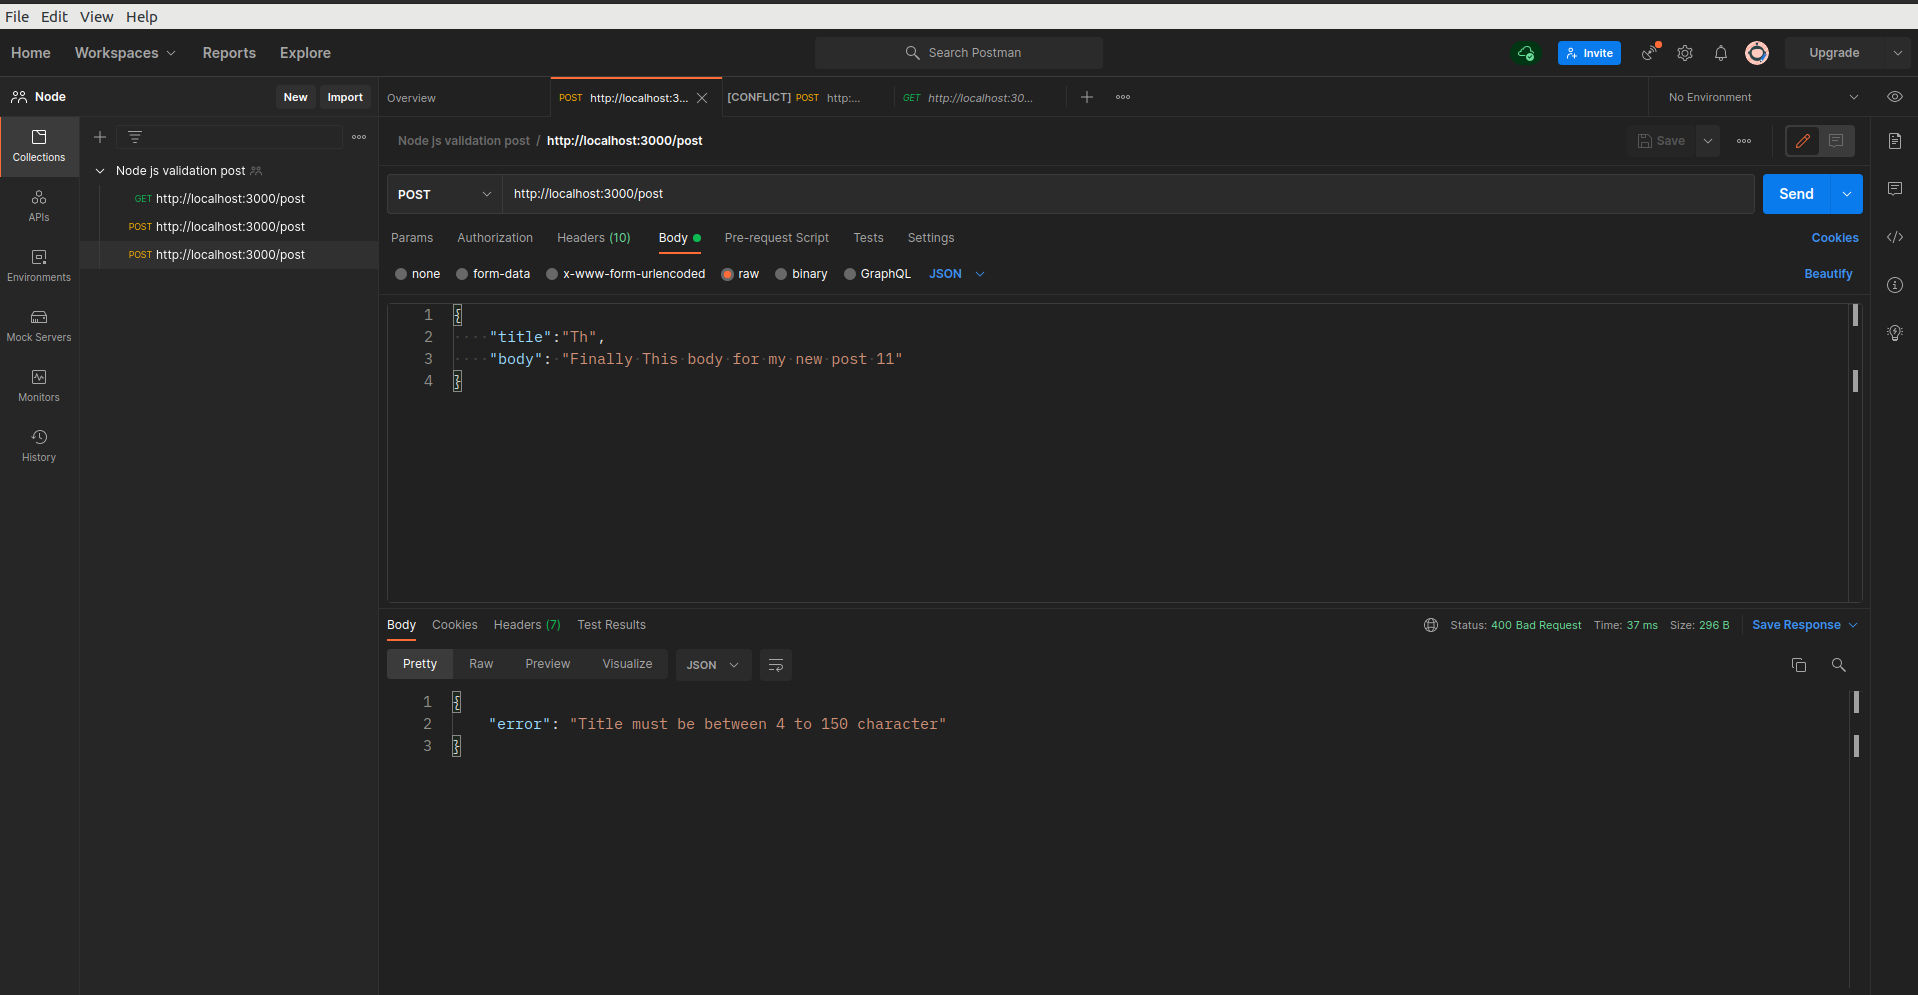 File Edit View Help
Home Workspaces Reports Explore Search Postman Invite Upgrade
Node New Import Overview POST http://localhost:3... [CONFLICT] POST http:... GET http://localhost:30... No Environment
Collections
APIs
Environments
Mock Servers
Monitors
History
Node js validation post
GET http://localhost:3000/post
POST http://localhost:3000/post
POST http://localhost:3000/post
Node js validation post / http://localhost:3000/post Save
POST http://localhost:3000/post Send
Params Authorization Headers (10) Body Pre-request Script Tests Settings Cookies
none form-data x-www-form-urlencoded raw binary GraphQL JSON Beautify
1 {
2 ····"title":"Th",
3 ····"body":·"Finally·This·body·for·my·new·post·11"
4 }
Body Cookies Headers (7) Test Results Status: 400 Bad Request Time: 37 ms Size: 296 B Save Response
Pretty Raw Preview Visualize JSON
1 {
2 "error": "Title must be between 4 to 150 character"
3 }